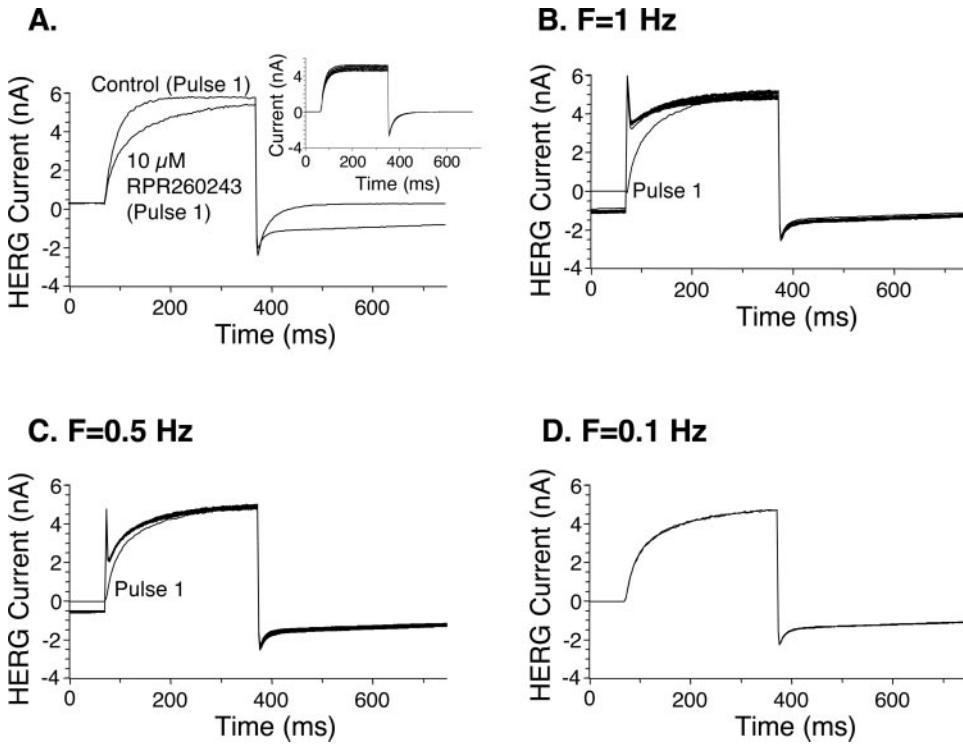 A.
HERG Current (nA)
6
4
2
0
-2
-4
Control (Pulse 1)
10 µM
RPR260243
(Pulse 1)
0 200 400 600
Time (ms)
Current (nA)
6
4
0
-4
0 200 400 600
Time (ms)
B. F=1 Hz
HERG Current (nA)
6
4
2
0
-2
-4
Pulse 1
0 200 400 600
Time (ms)
C. F=0.5 Hz
HERG Current (nA)
6
4
2
0
-2
-4
Pulse 1
0 200 400 600
Time (ms)
D. F=0.1 Hz
HERG Current (nA)
6
4
2
0
-2
-4
0 200 400 600
Time (ms)